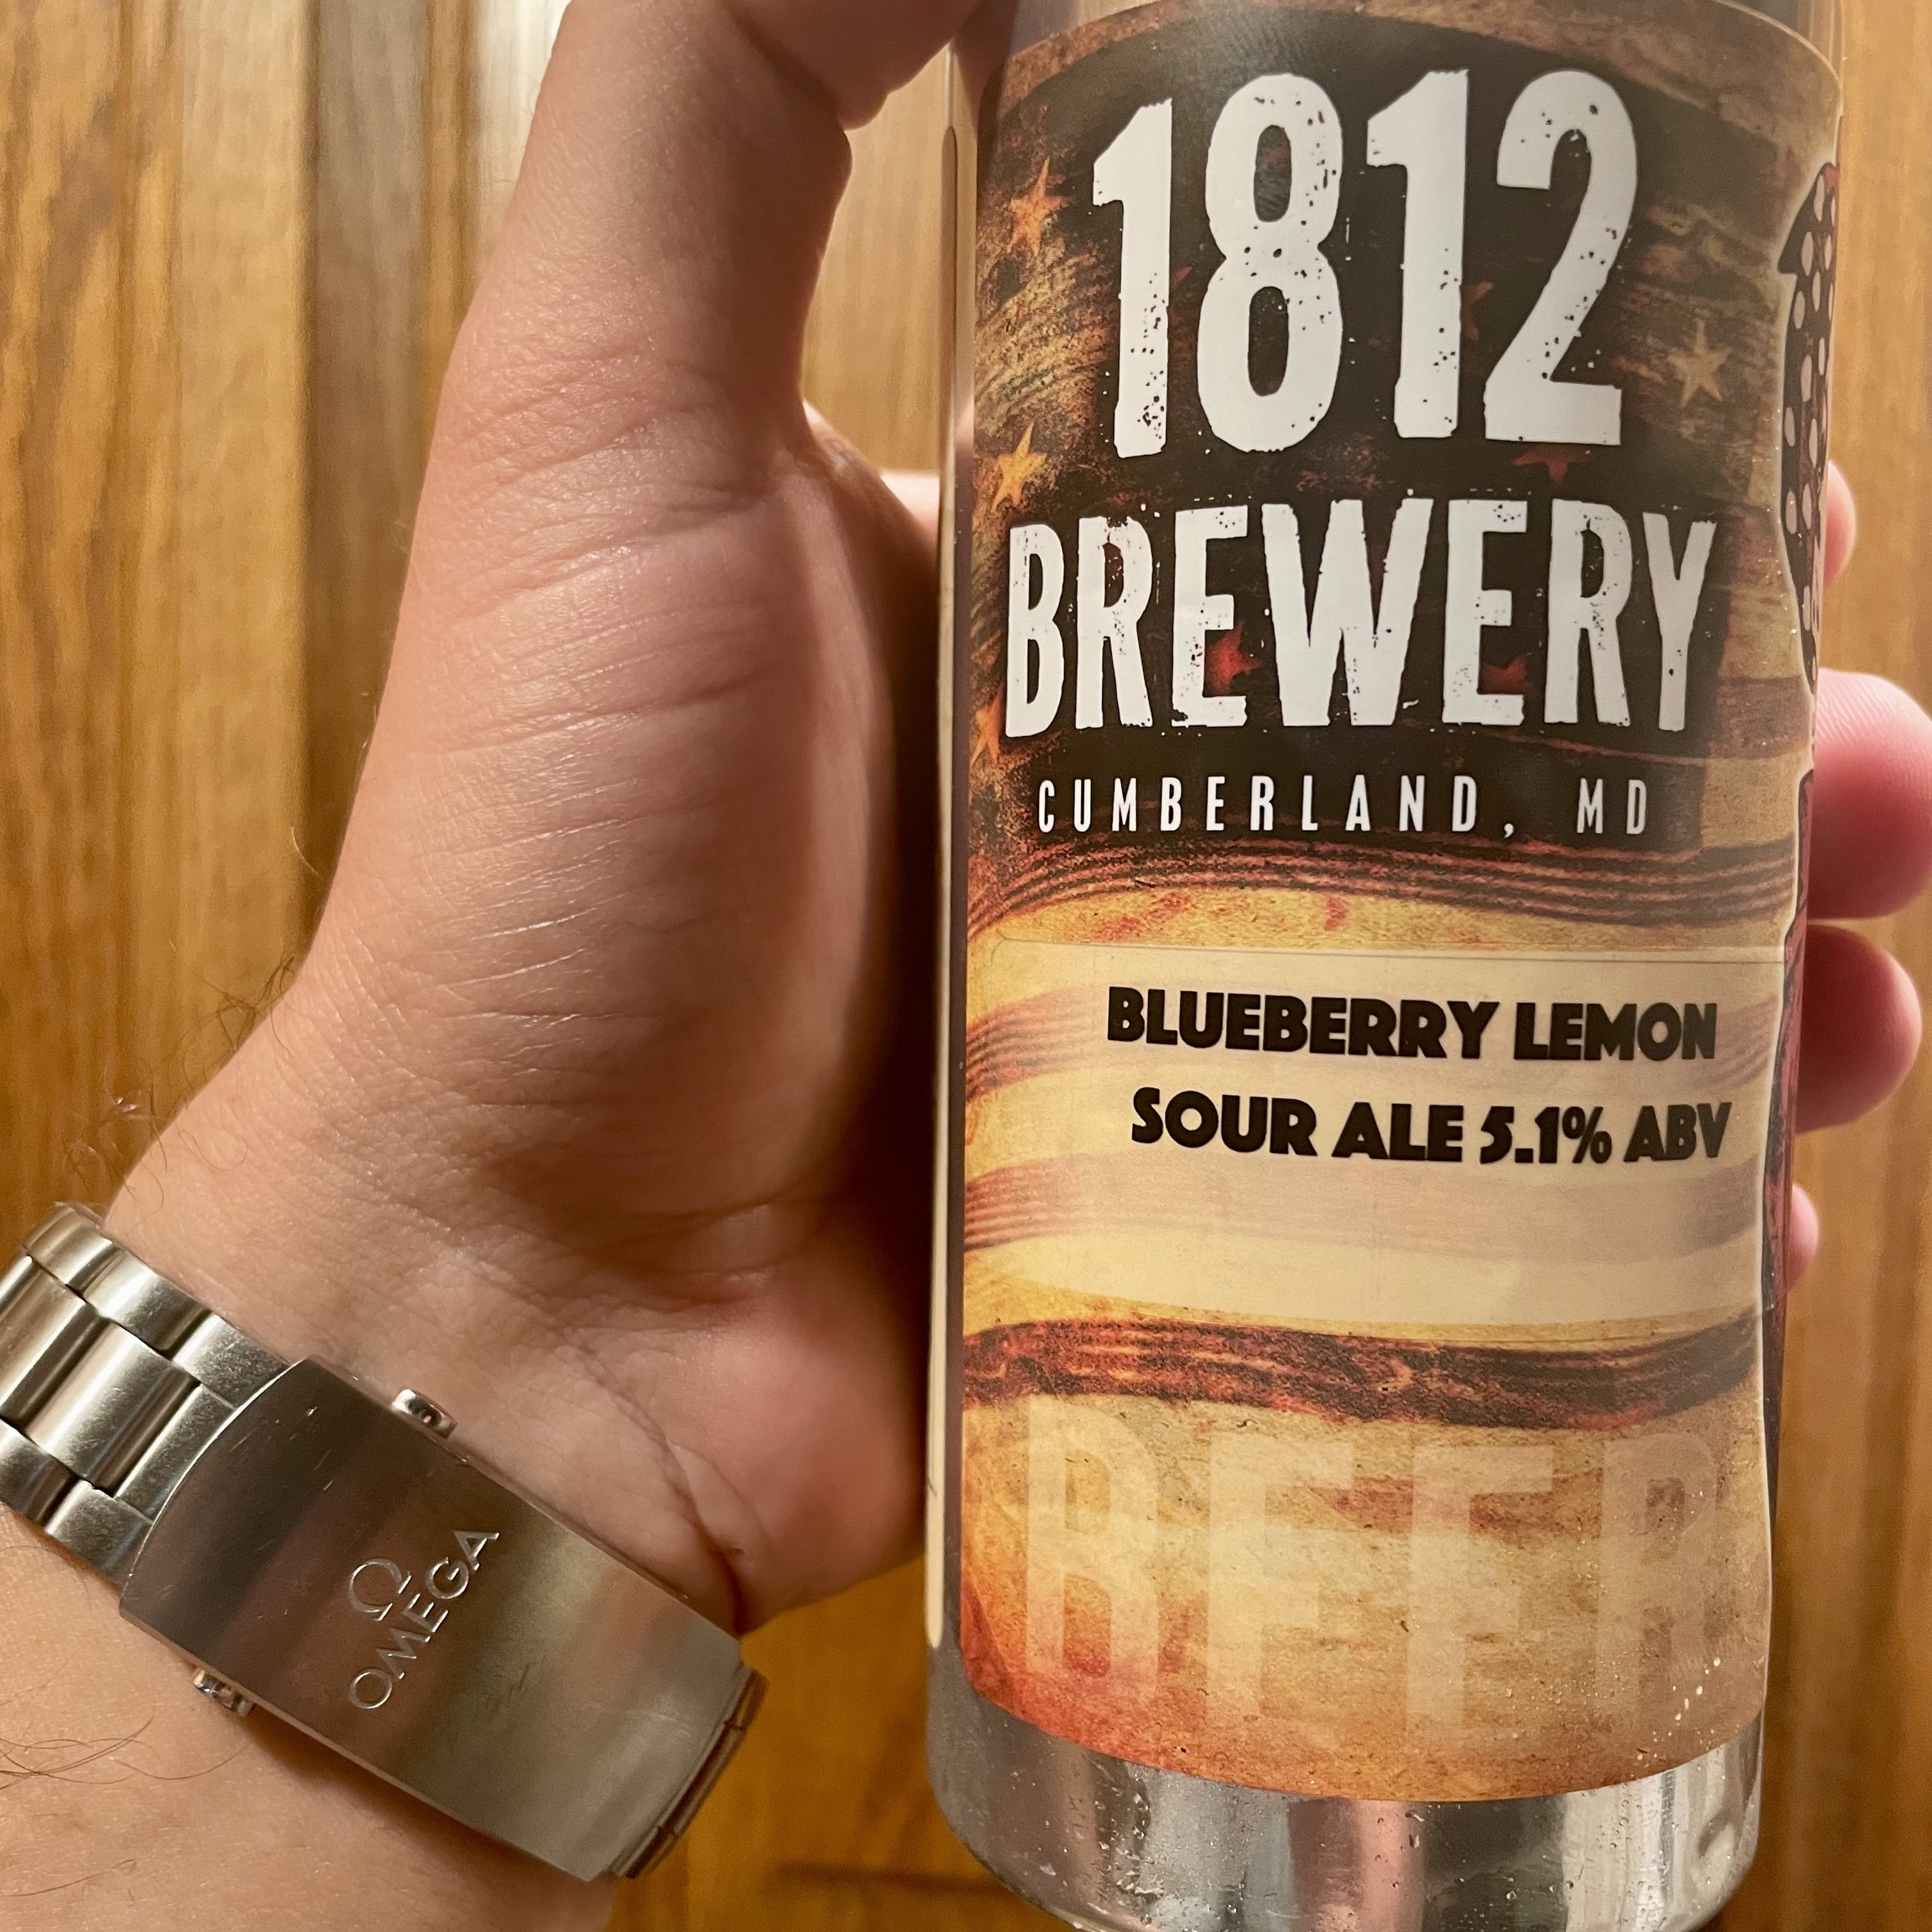 1812
BREWERY
CUMBERLAND, MD
BLUEBERRY LEMON
SOUR ALE 5.1% ABV
BEER
Ω
OMEGA